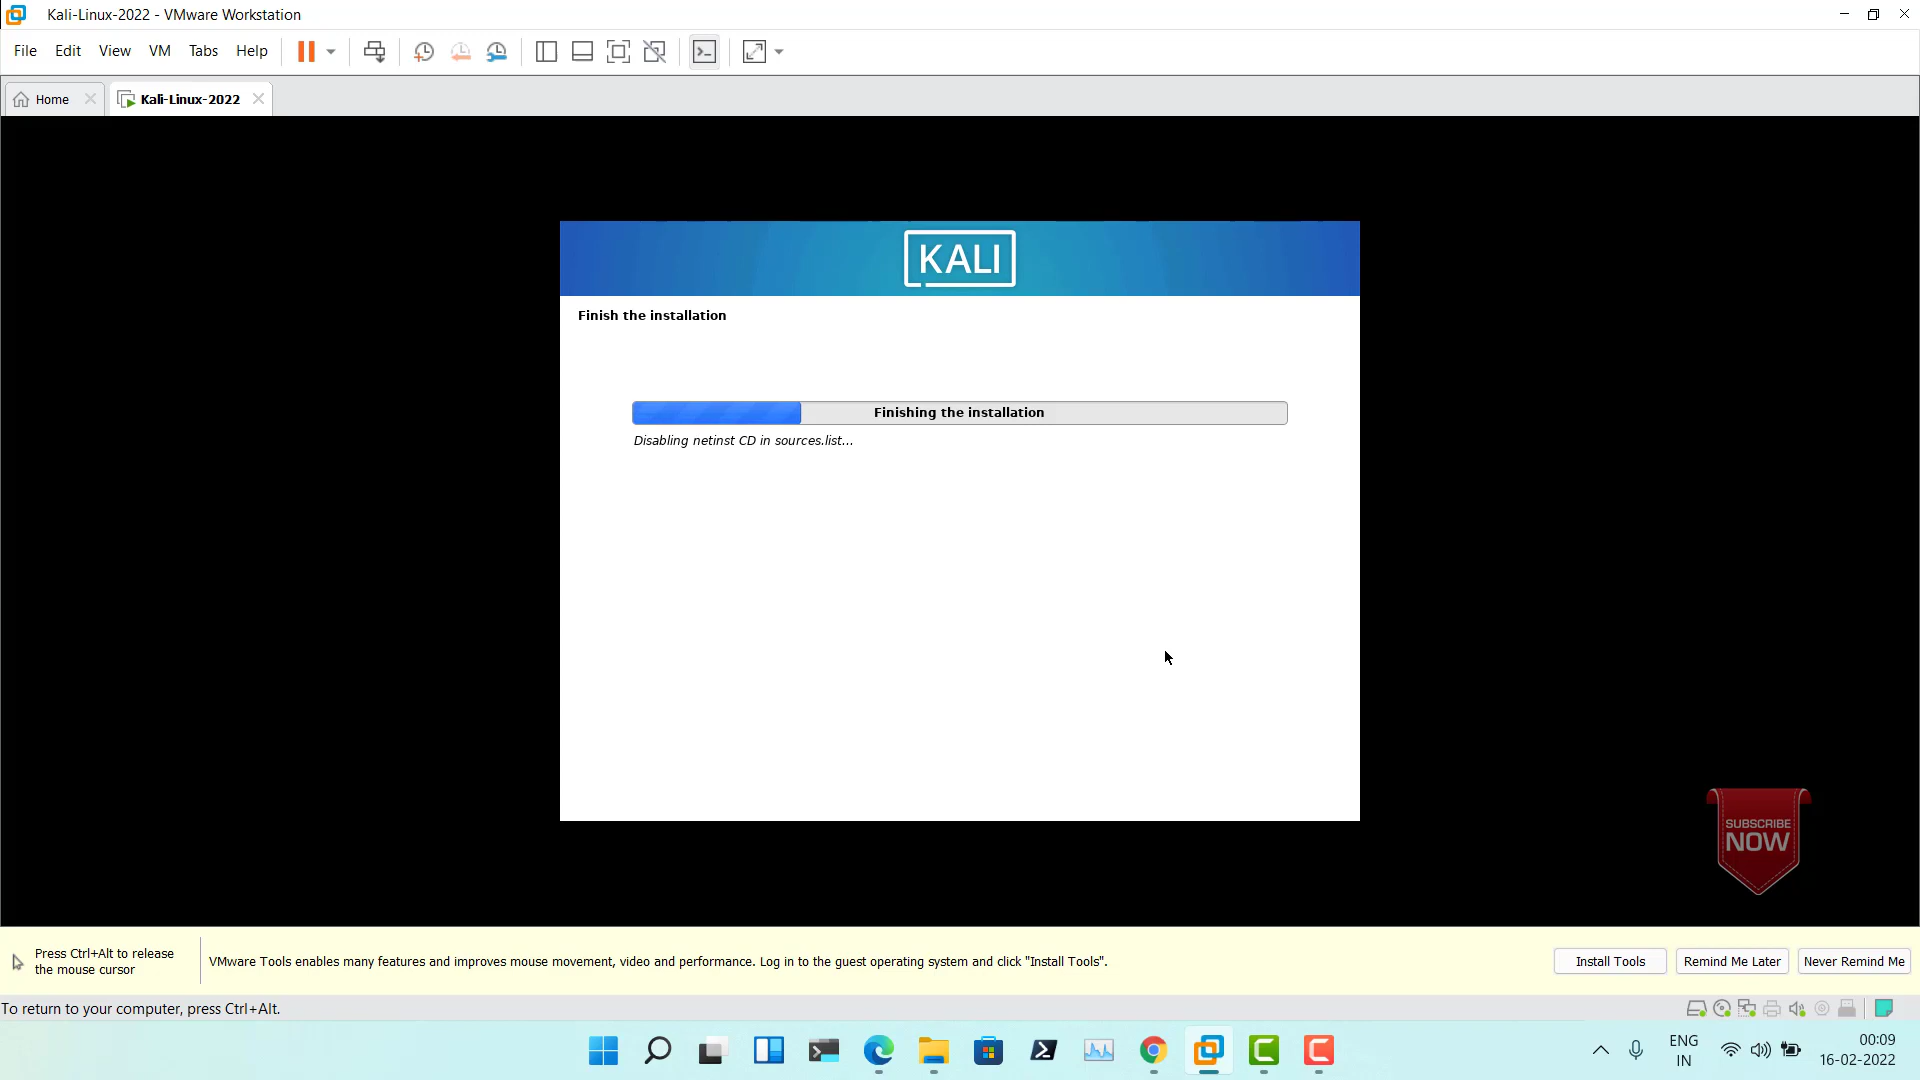 Kali-Linux-2022 - VMware Workstation
File Edit View VM Tabs Help
Home Kali-Linux-2022
KALI
Finish the installation
Finishing the installation
Disabling netinst CD in sources.list...
SUBSCRIBE
NOW
Press Ctrl+Alt to release
the mouse cursor
VMware Tools enables many features and improves mouse movement, video and performance. Log in to the guest operating system and click "Install Tools".
Install Tools Remind Me Later Never Remind Me
To return to your computer, press Ctrl+Alt.
ENG
IN
00:09
16-02-2022